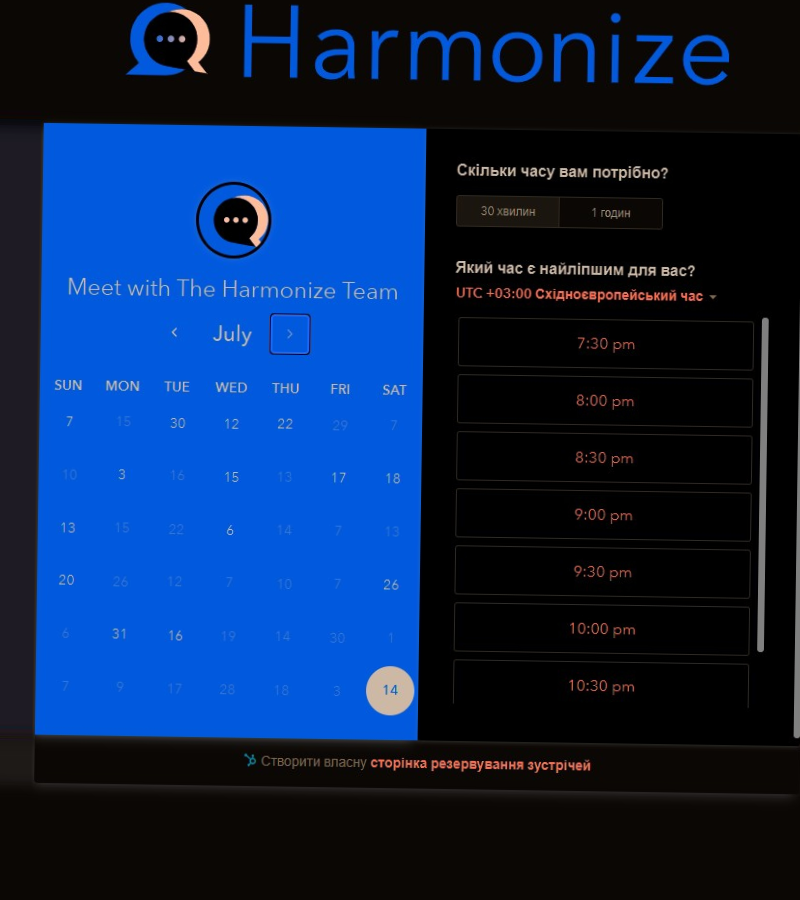 Harmonize
Meet with The Harmonize Team
July
SUN MON TUE WED THU FRI SAT
7 15 30 12 22 29 7
10 3 16 15 13 17 18
13 15 22 6 14 7 13
20 26 12 7 10 7 26
6 31 16 19 14 30 1
7 9 17 28 18 3 14
Скільки часу вам потрібно?
30 хвилин 1 годин
Який час є найліпшим для вас?
UTC +03:00 Східноєвропейський час
7:30 pm
8:00 pm
8:30 pm
9:00 pm
9:30 pm
10:00 pm
10:30 pm
Створити власну сторінка резервування зустрічей